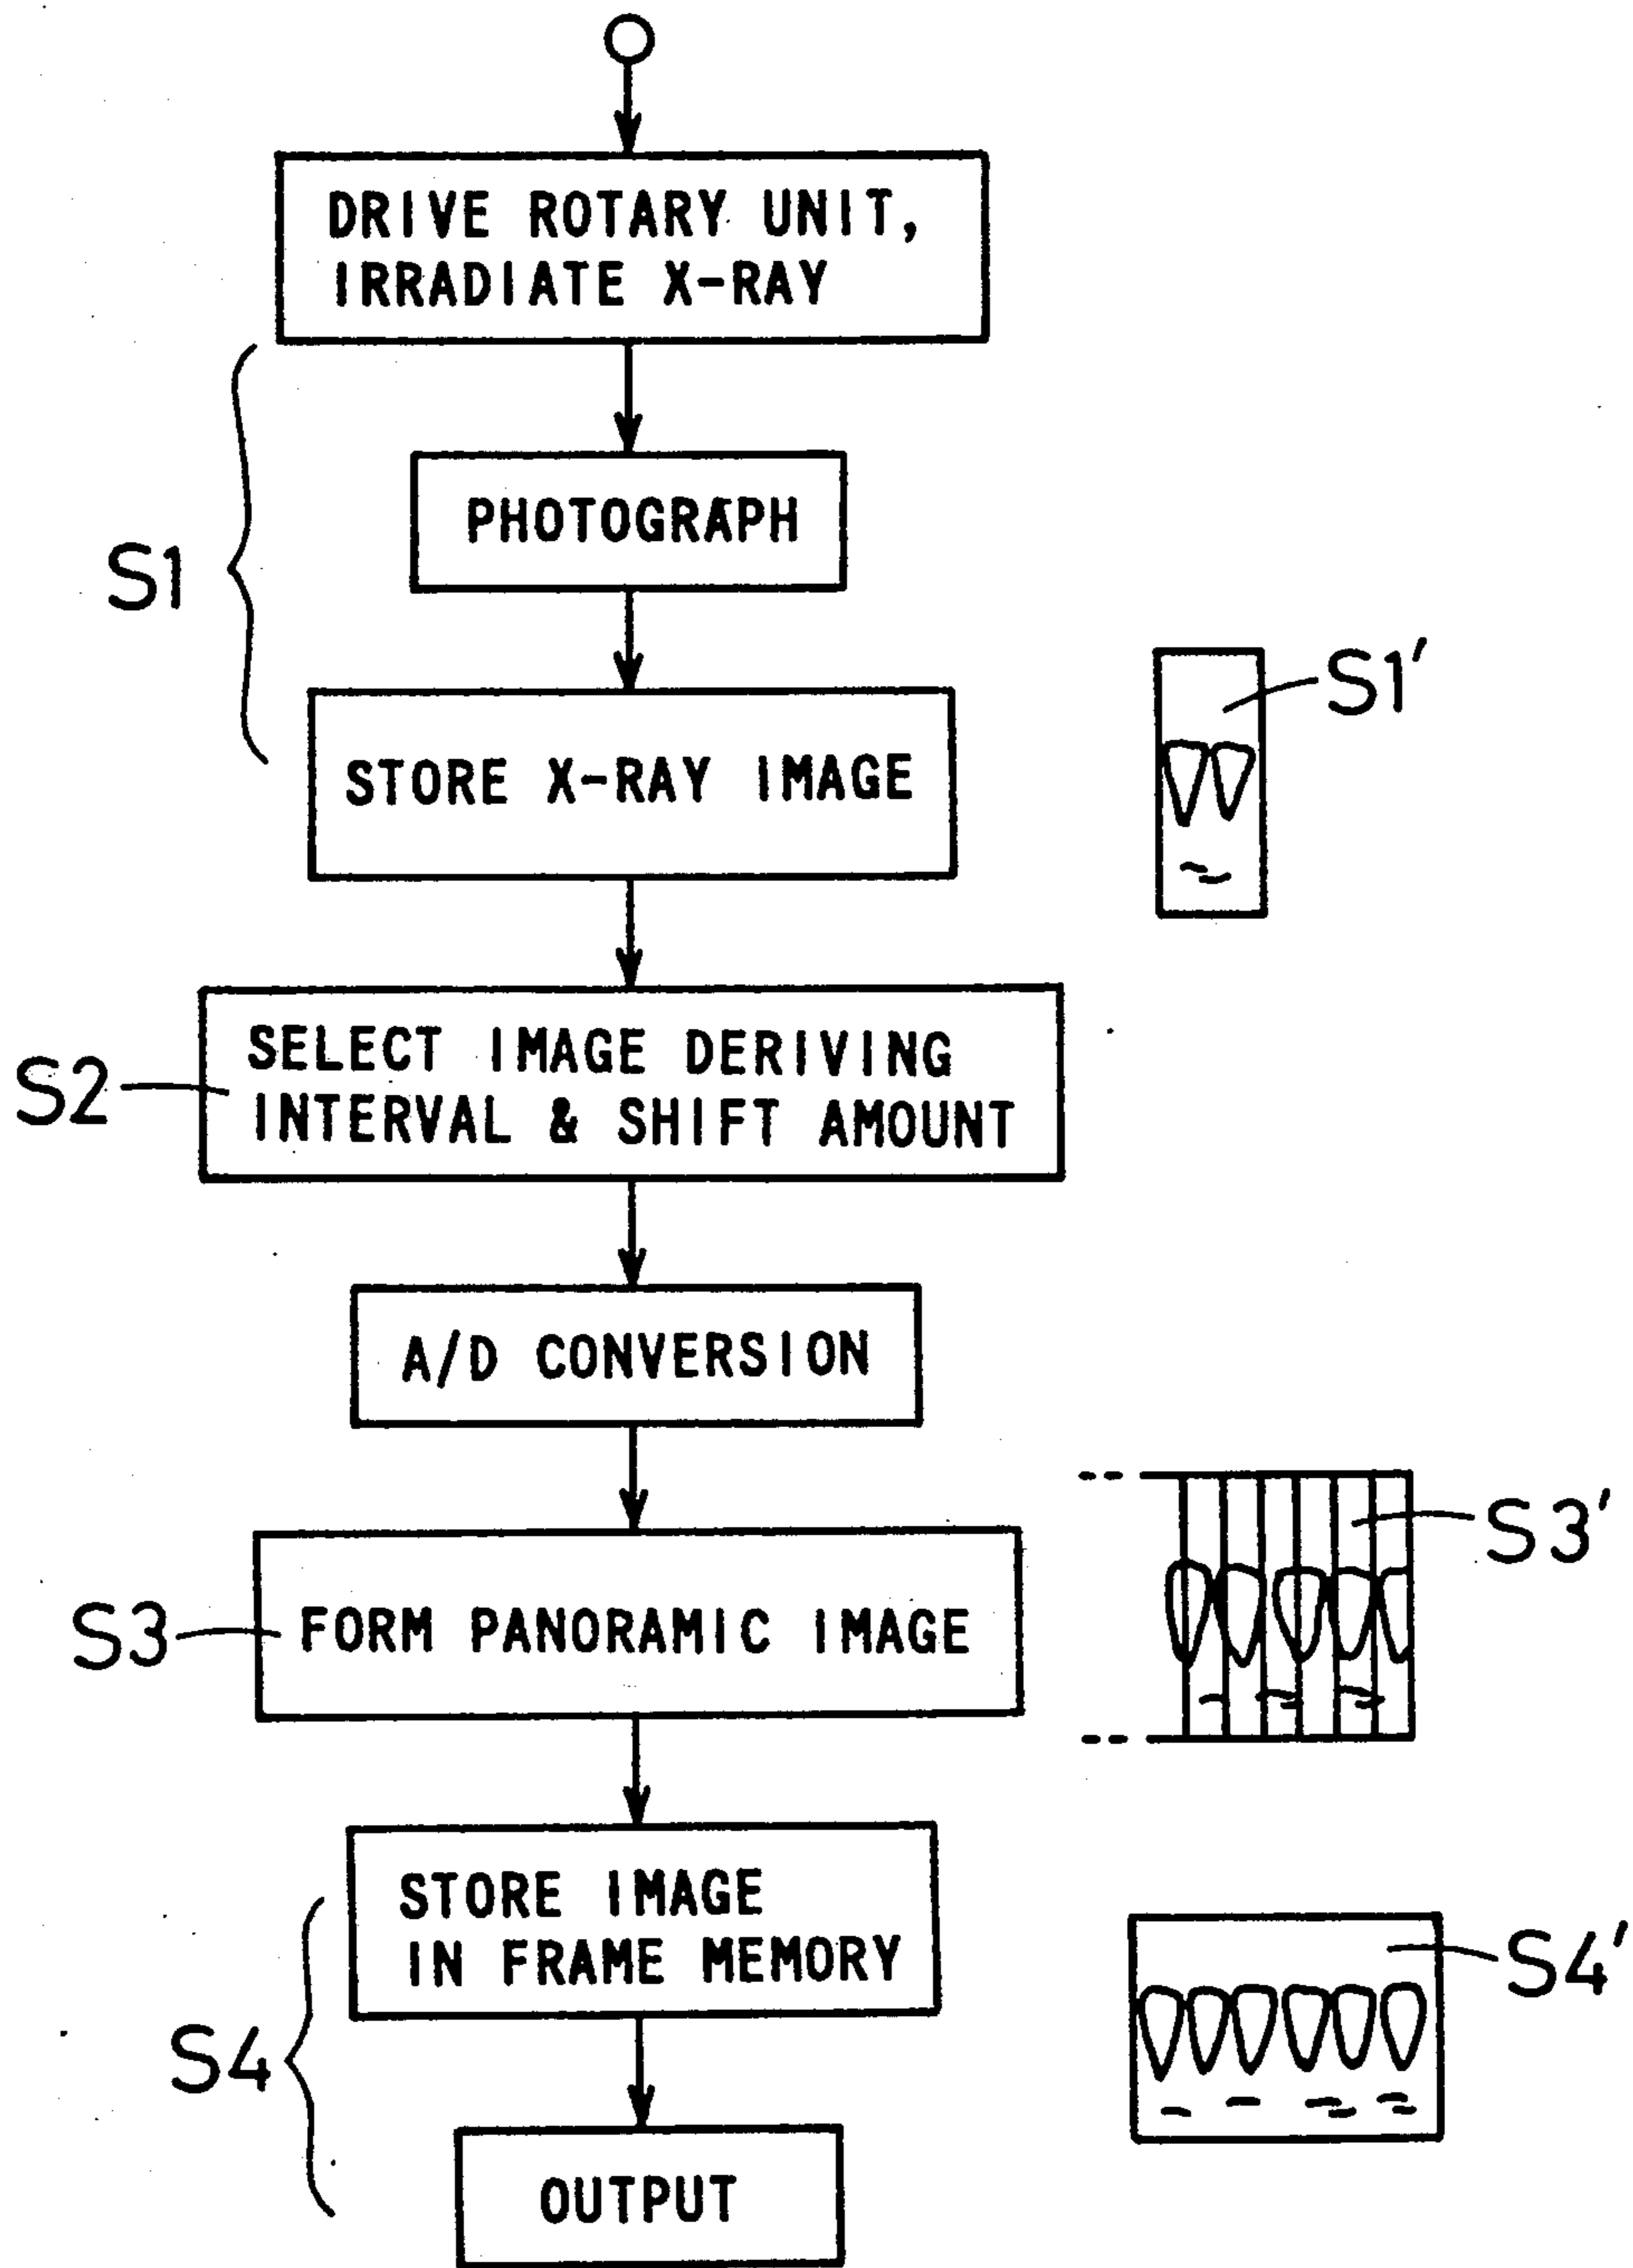 DRIVE ROTARY UNIT,
IRRADIATE X-RAY
S1
PHOTOGRAPH
STORE X-RAY IMAGE
S1'
S2
SELECT IMAGE DERIVING
INTERVAL & SHIFT AMOUNT
A/D CONVERSION
S3
FORM PANORAMIC IMAGE
S3'
STORE IMAGE
IN FRAME MEMORY
S4
S4'
OUTPUT